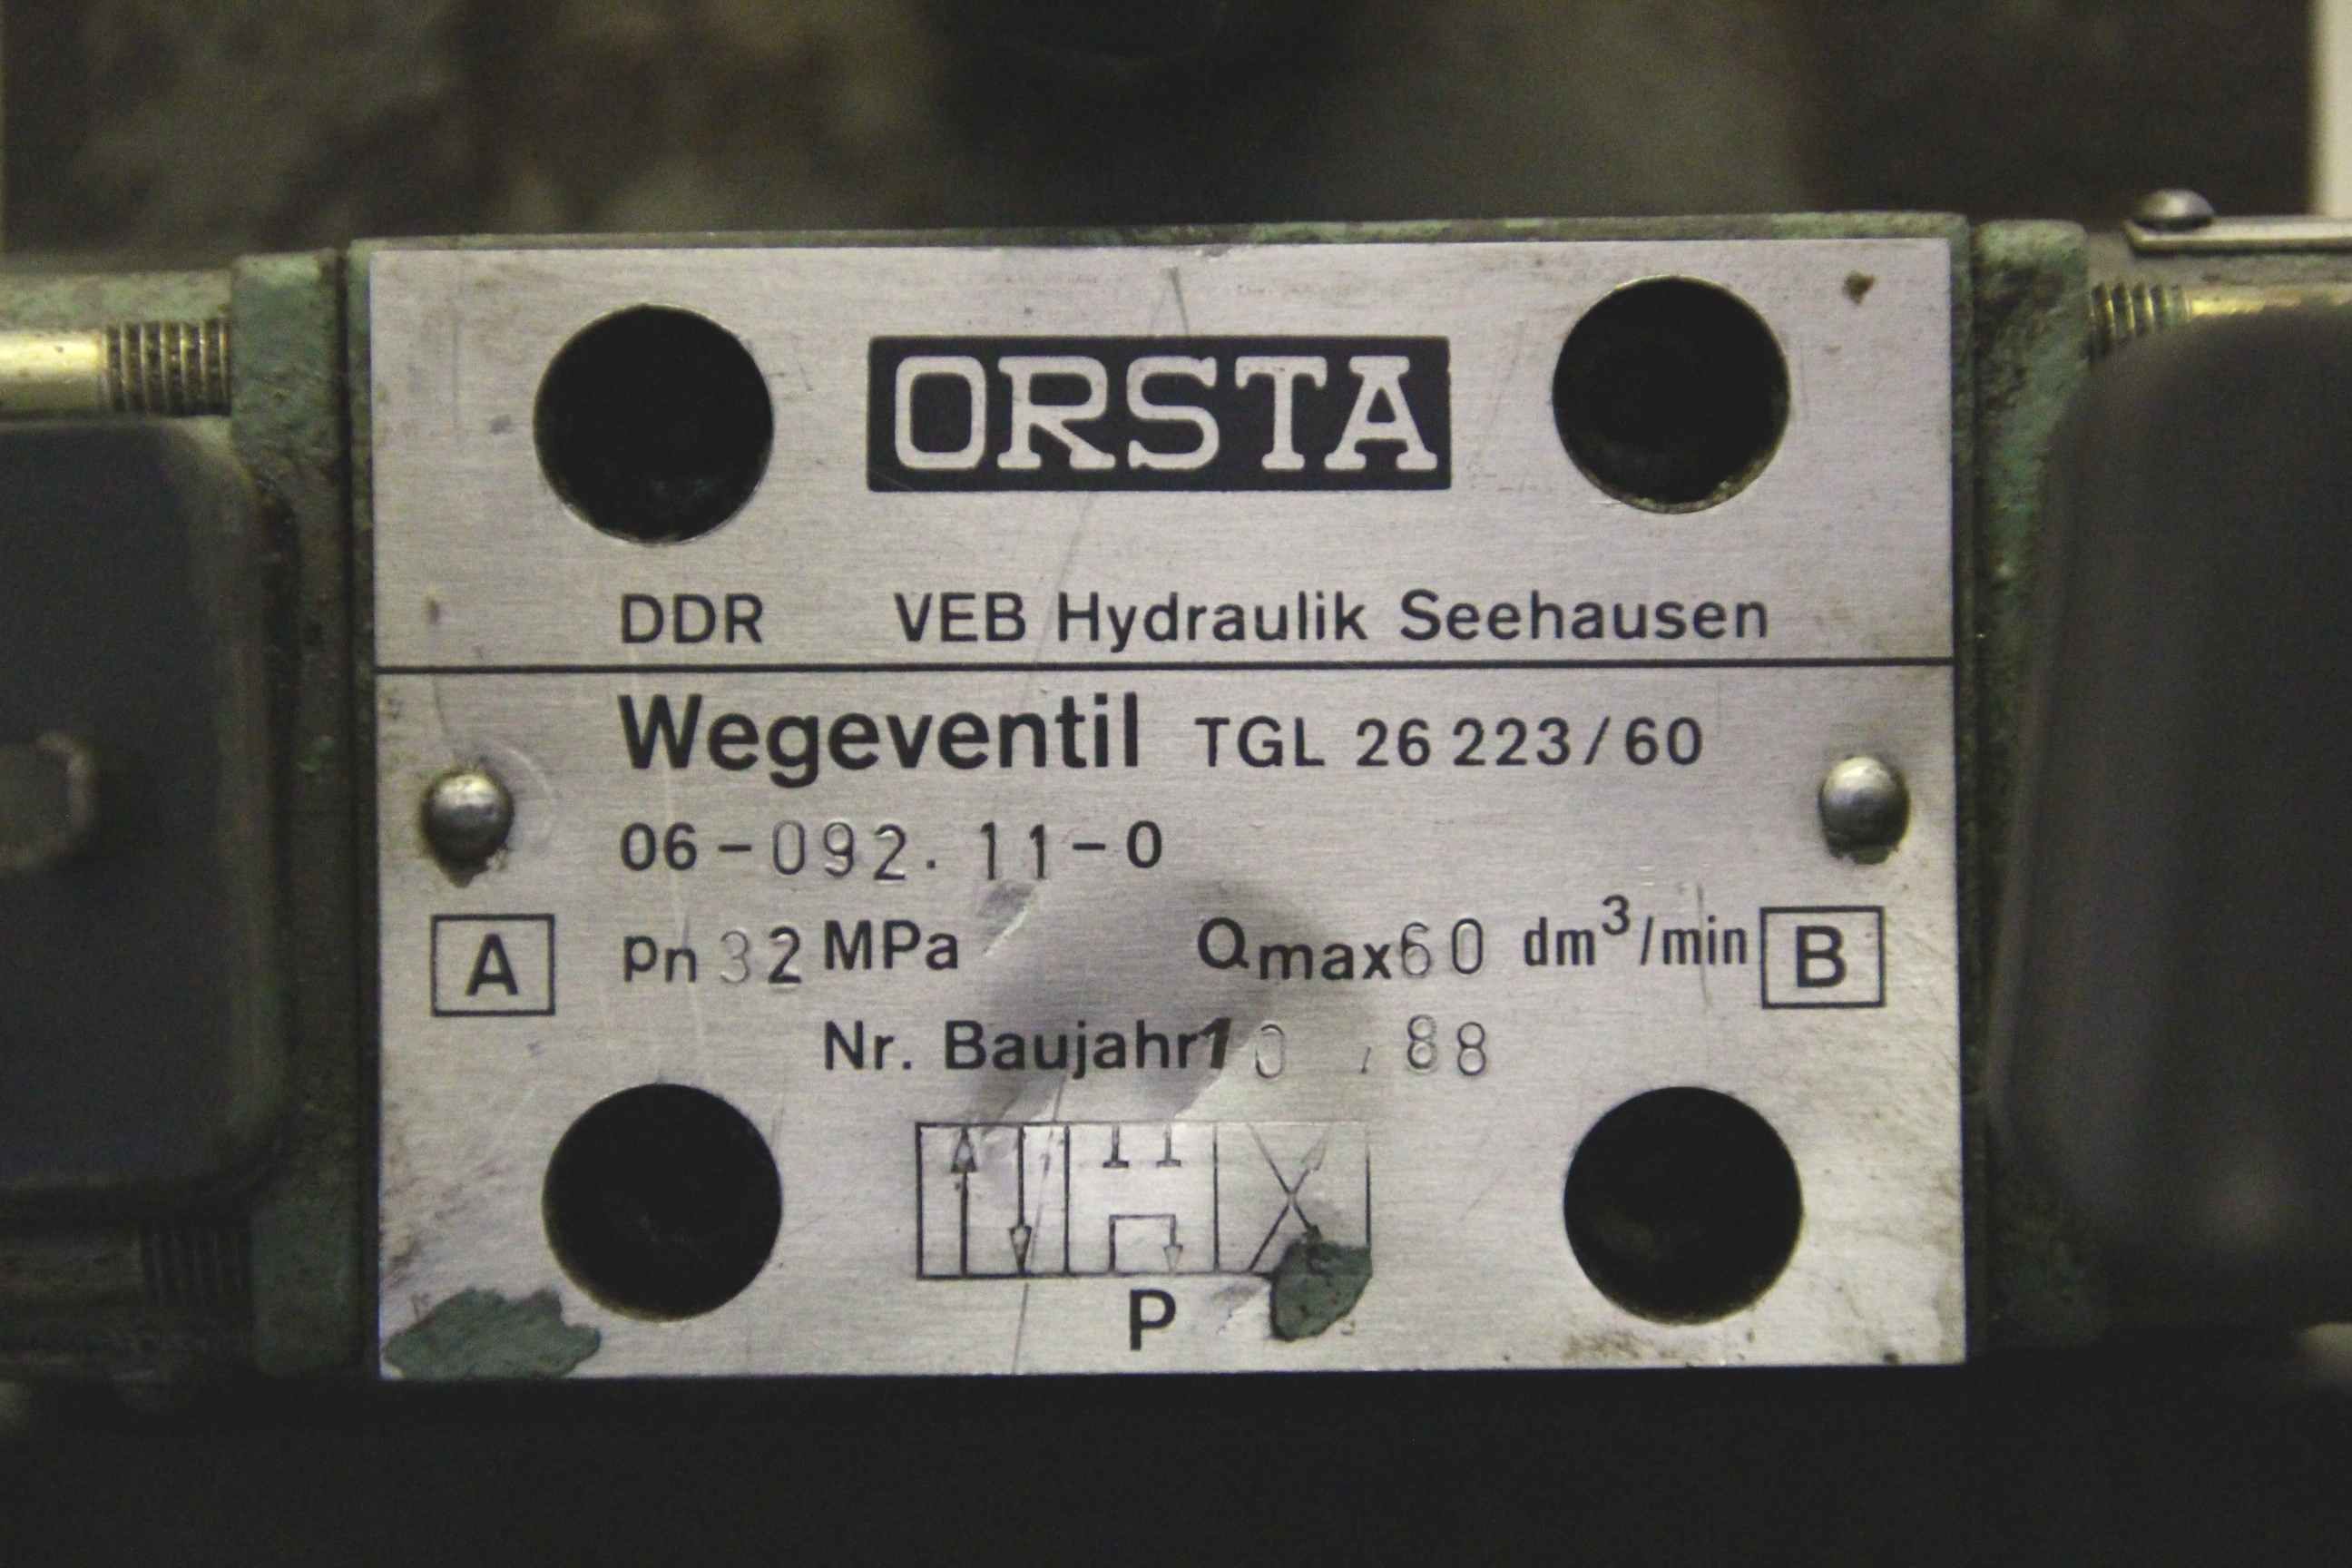 ORSTA
DDR VEB Hydraulik Seehausen
Wegeventil TGL 26 223/60
06-092.11-0
A pn 32 MPa Qmax 60 dm³/min B
Nr. Baujahr 10 / 88
P